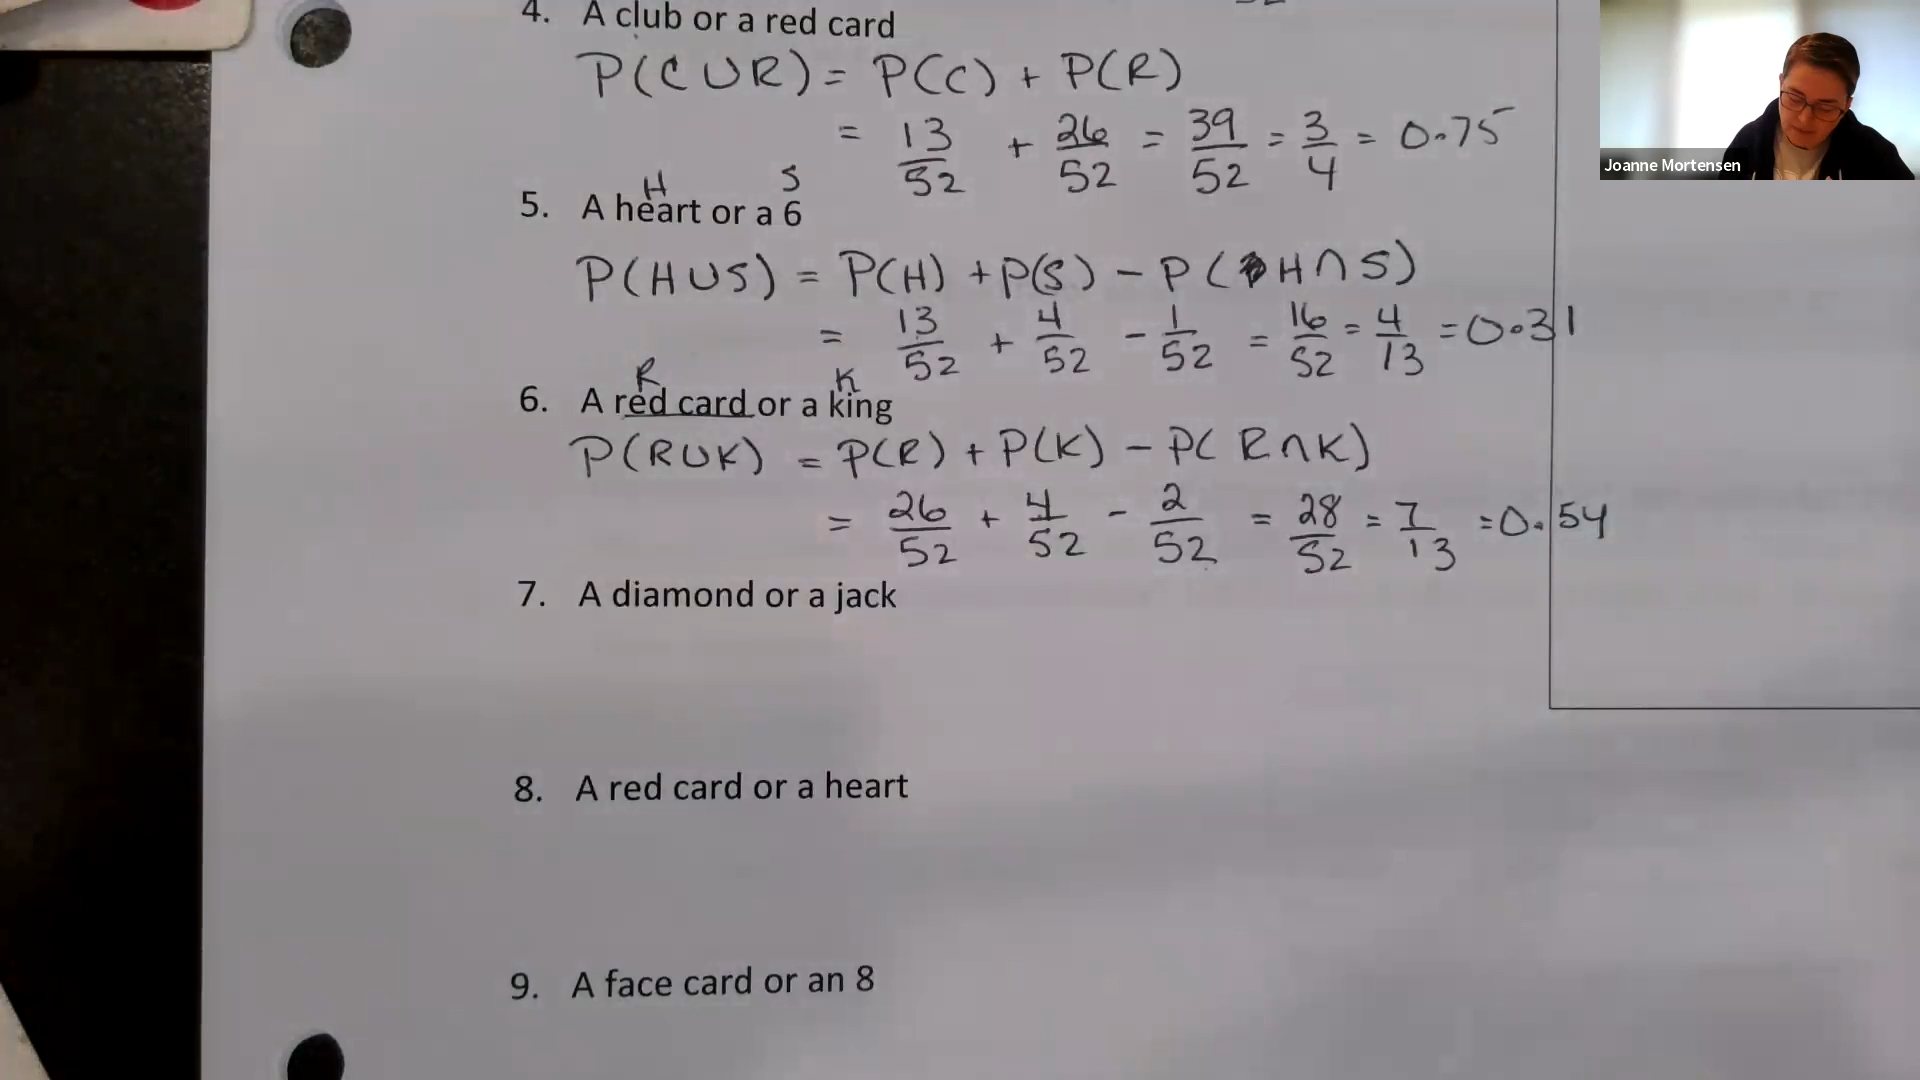 4. A club or a red card
P(C∪R) = P(C) + P(R)
= 13/52 + 26/52 = 39/52 = 3/4 = 0.75
Joanne Mortensen
H S
5. A heart or a 6
P(H∪S) = P(H) + P(S) - P(H∩S)
= 13/52 + 4/52 - 1/52 = 16/52 = 4/13 = 0.31
R K
6. A red card or a king
P(R∪K) = P(R) + P(K) - P(R∩K)
= 26/52 + 4/52 - 2/52 = 28/52 = 7/13 = 0.54
7. A diamond or a jack
8. A red card or a heart
9. A face card or an 8